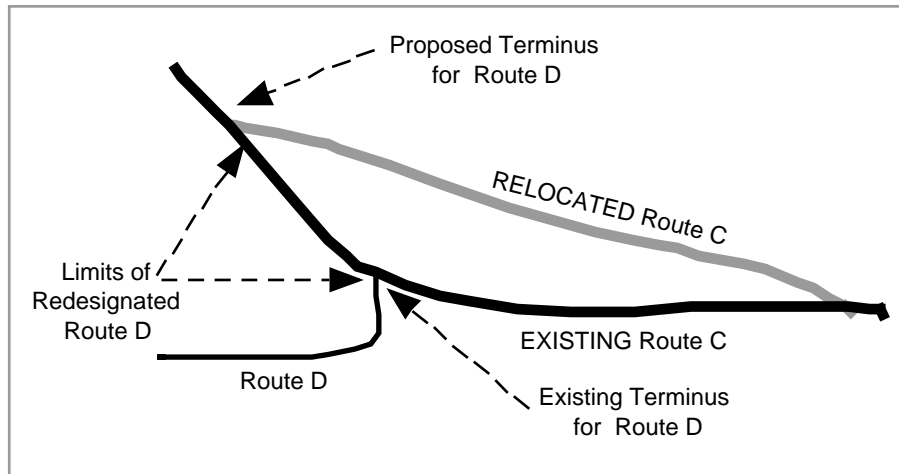 Proposed Terminus
for Route D
RELOCATED Route C
Limits of
Redesignated
Route D
EXISTING Route C
Route D
Existing Terminus
for Route D